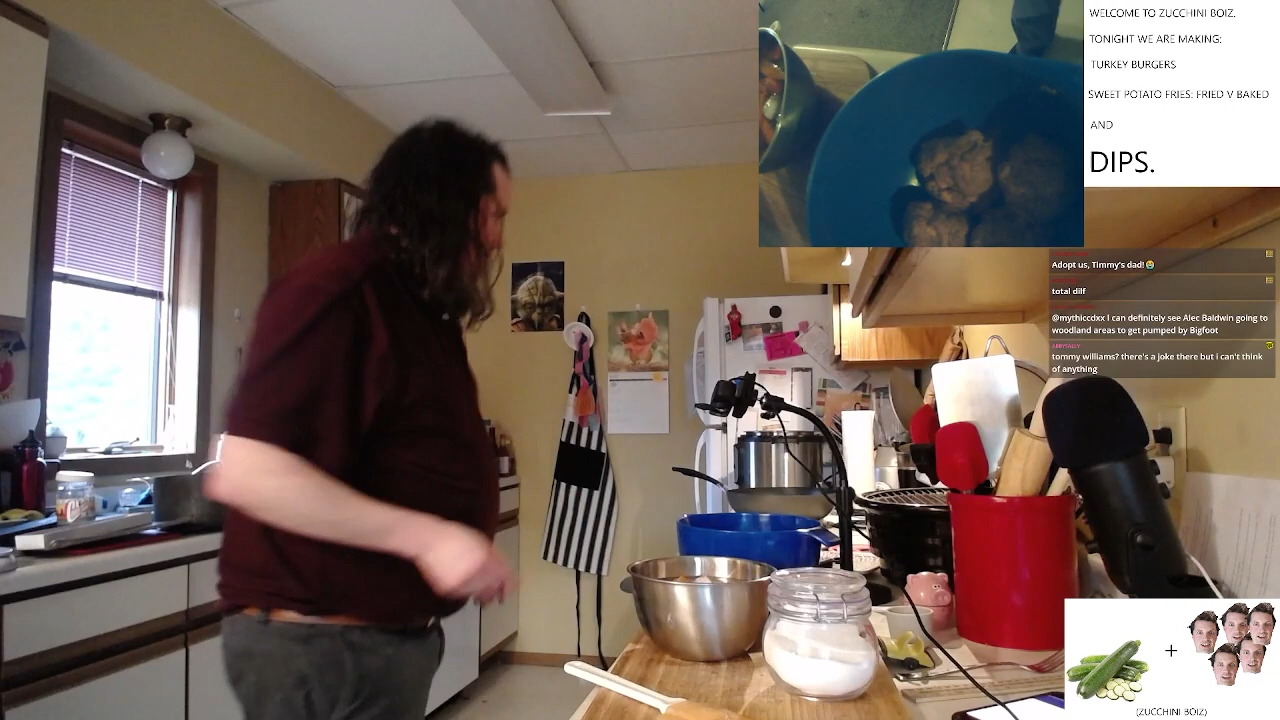 WELCOME TO ZUCCHINI BOIZ.
TONIGHT WE ARE MAKING:
TURKEY BURGERS
SWEET POTATO FRIES: FRIED V BAKED
AND
DIPS.
Adopt us, Timmy's dad! 😭
total dilf
@mythiccdxx I can definitely see Alec Baldwin going to
woodland areas to get pumped by Bigfoot
ABBYSALLY
tommy williams? there's a joke there but i can't think
of anything
+
(ZUCCHINI BOIZ)